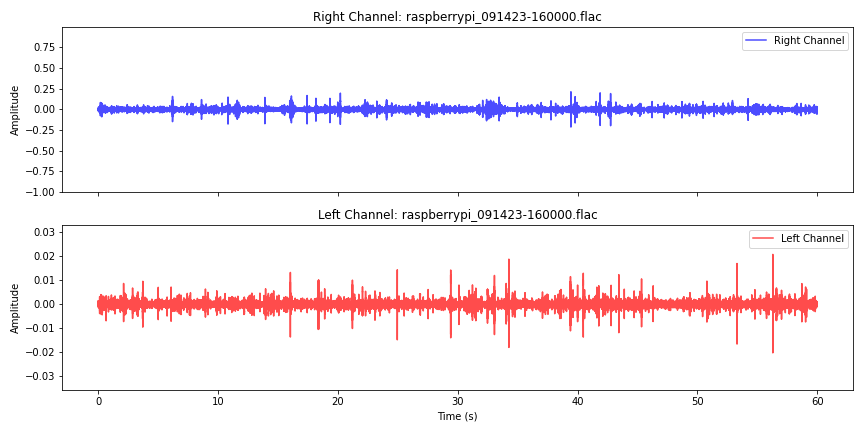 Right Channel: raspberrypi_091423-160000.flac
Right Channel
0.75
0.50
0.25
0.00
−0.25
−0.50
−0.75
−1.00
Amplitude
Left Channel: raspberrypi_091423-160000.flac
Left Channel
0.03
0.02
0.01
0.00
−0.01
−0.02
−0.03
Amplitude
0 10 20 30 40 50 60
Time (s)